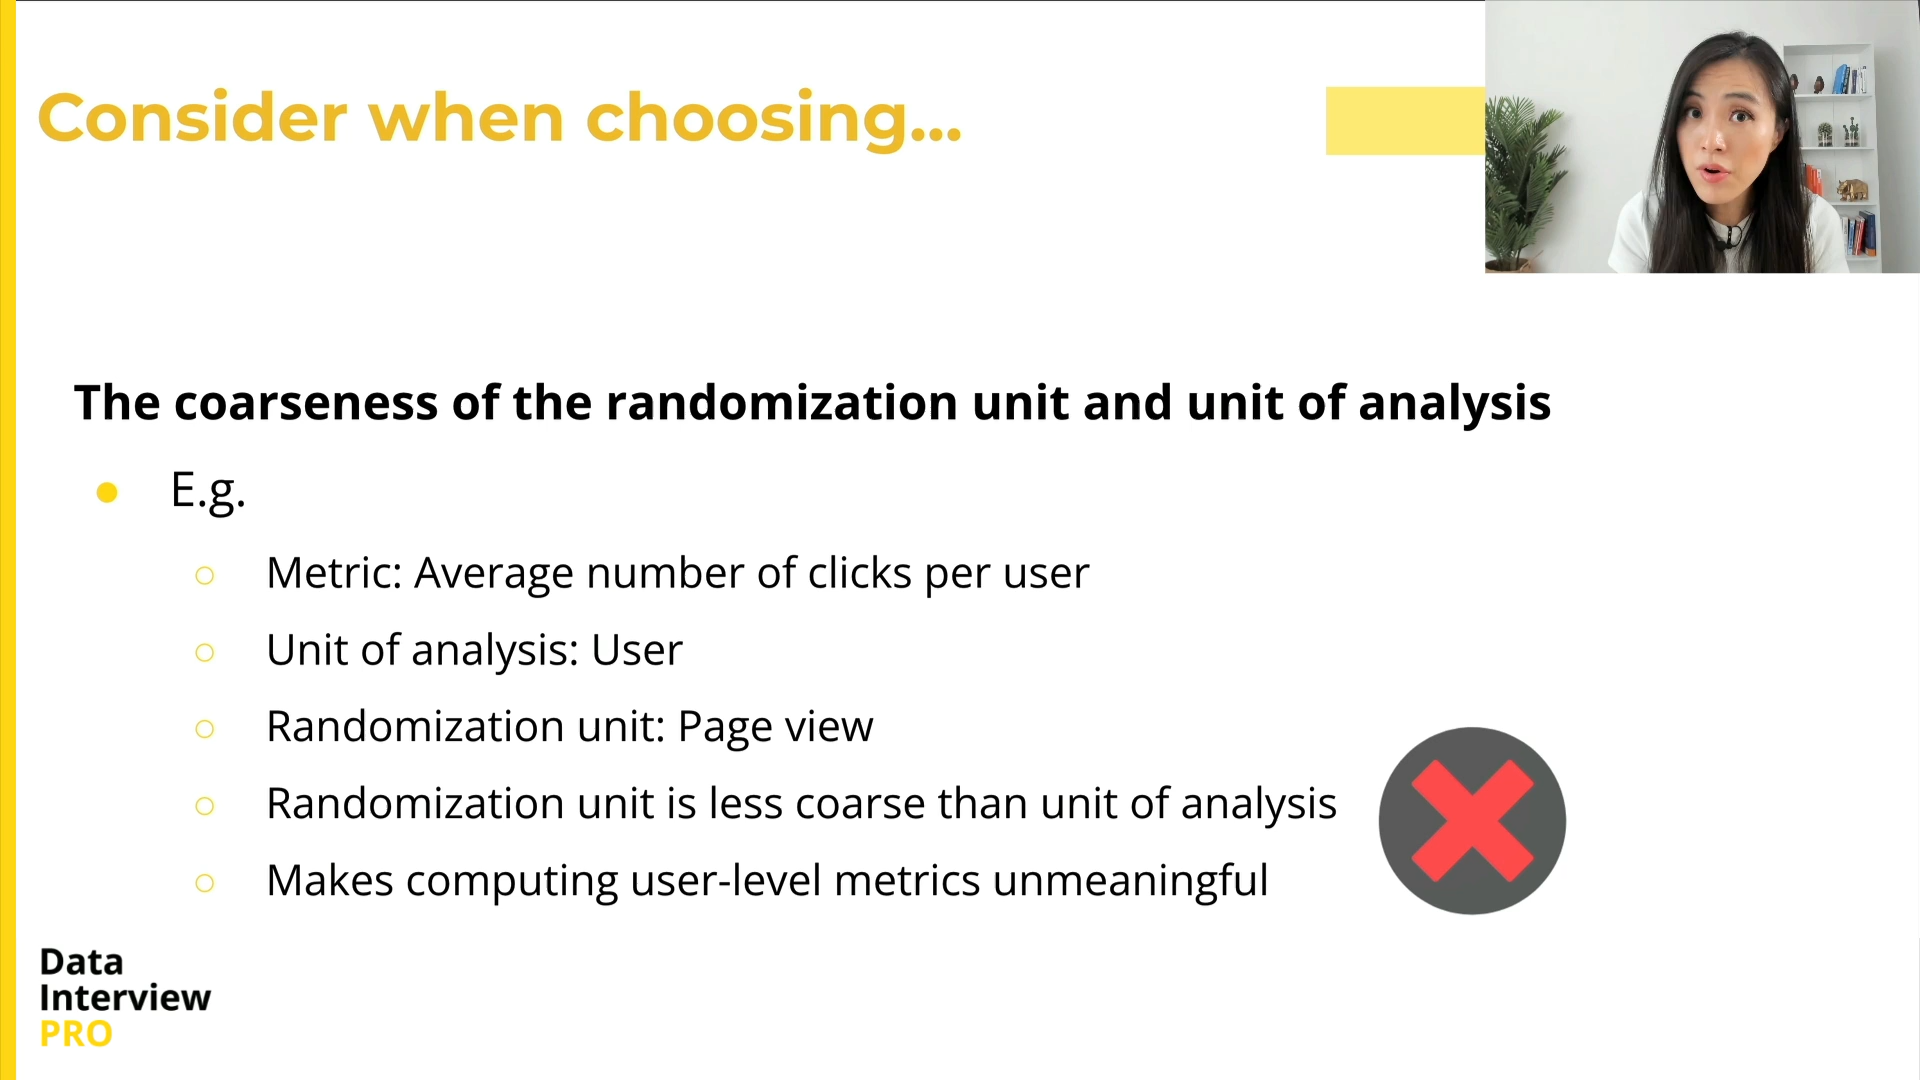 Consider when choosing...
The coarseness of the randomization unit and unit of analysis
E.g.
Metric: Average number of clicks per user
Unit of analysis: User
Randomization unit: Page view
Randomization unit is less coarse than unit of analysis
Makes computing user-level metrics unmeaningful
Data
Interview
PRO